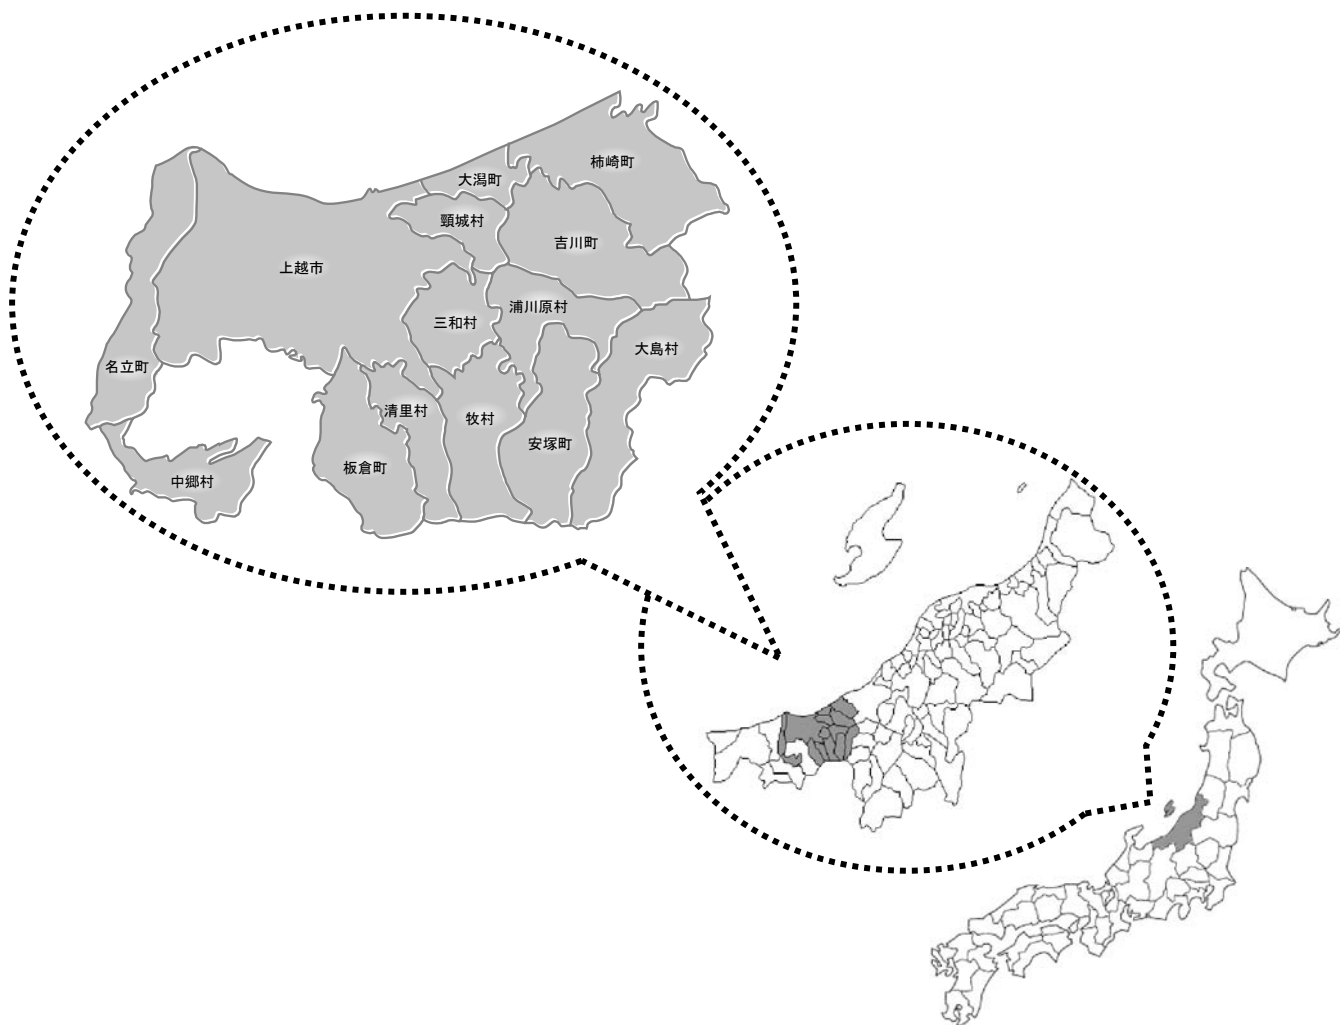 柿崎町
大潟町
頸城村
吉川町
上越市
浦川原村
三和村
大島村
名立町
清里村
牧村
安塚町
板倉町
中郷村